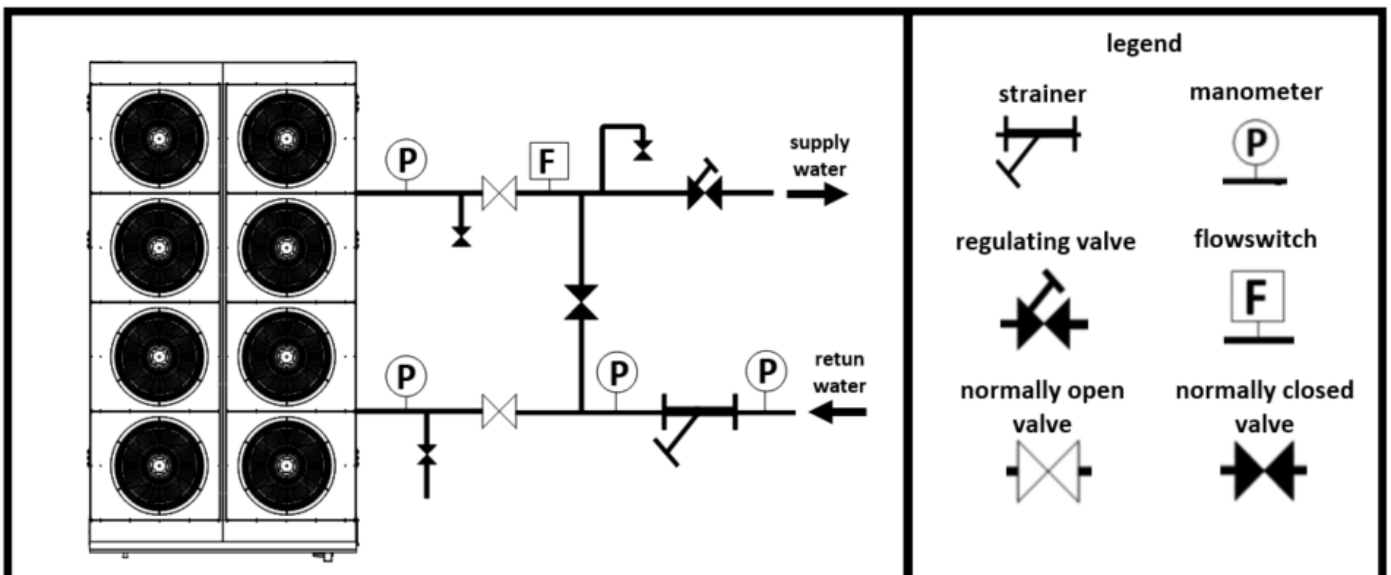 P
F
supply
water
P
P
P
retun
water
legend
strainer
manometer
P
regulating valve
flowswitch
F
normally open
valve
normally closed
valve